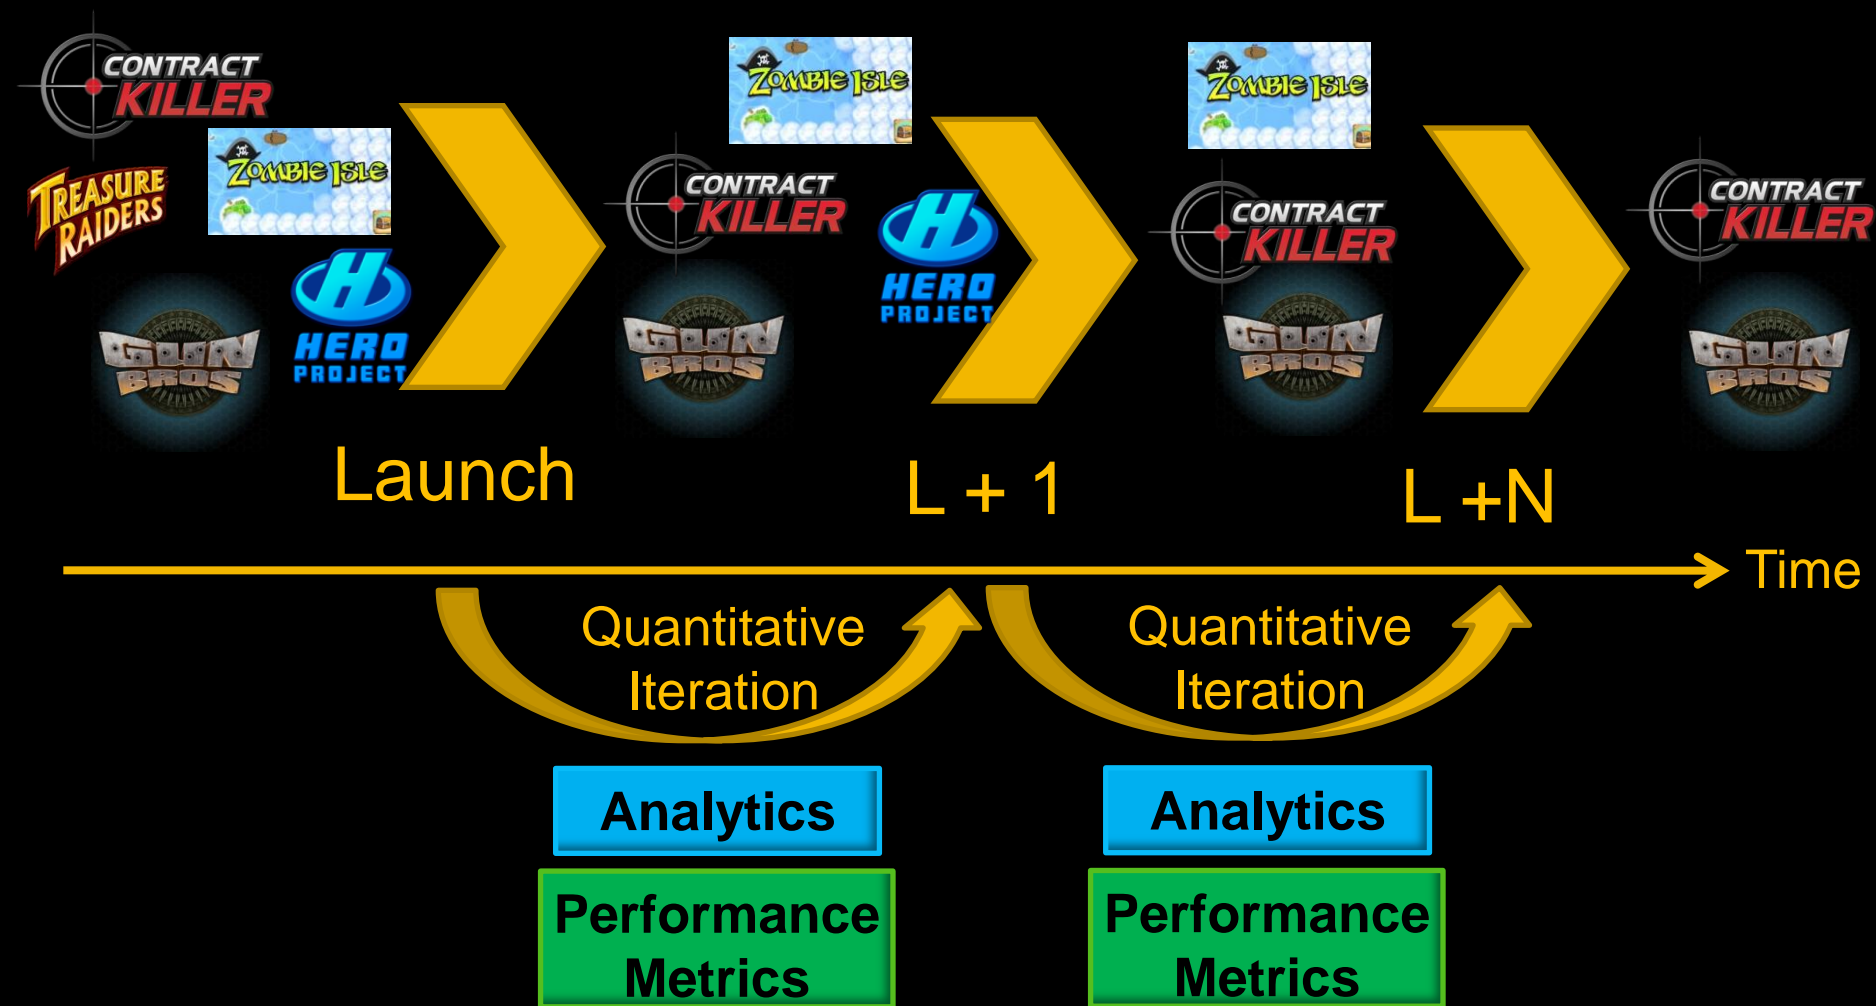 CONTRACT
KILLER
TREASURE
RAIDERS
ZOMBIE ISLE
GUN
BROS
HERO
PROJECT
ZOMBIE ISLE
CONTRACT
KILLER
GUN
BROS
HERO
PROJECT
ZOMBIE ISLE
CONTRACT
KILLER
GUN
BROS
CONTRACT
KILLER
GUN
BROS
Launch
L + 1
L +N
Time
Quantitative
Iteration
Quantitative
Iteration
Analytics
Analytics
Performance
Metrics
Performance
Metrics